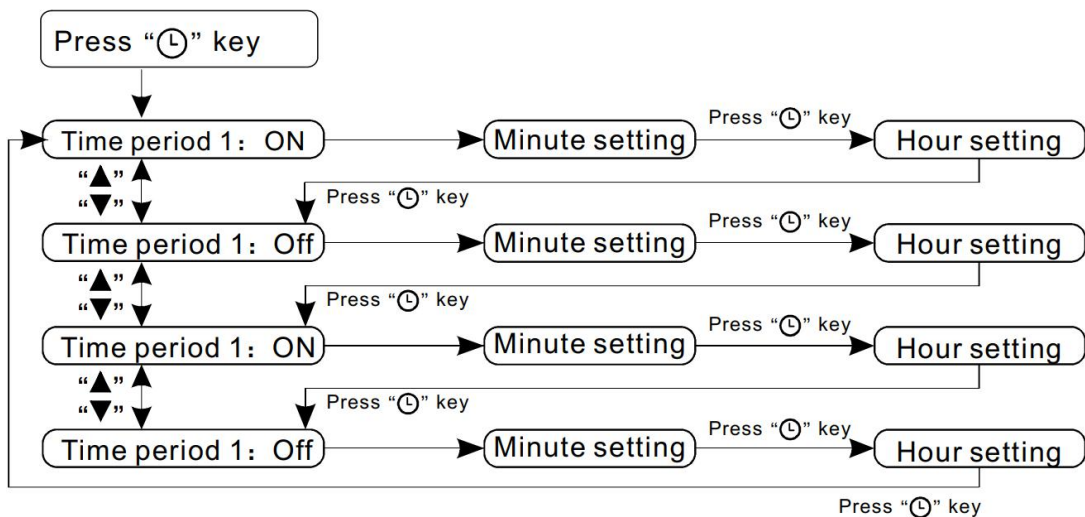 Press “🕒” key
Time period 1: ON
Minute setting
Press “🕒” key
Hour setting
“▲”
“▼”
Press “🕒” key
Time period 1: Off
Minute setting
Press “🕒” key
Hour setting
“▲”
“▼”
Press “🕒” key
Time period 1: ON
Minute setting
Press “🕒” key
Hour setting
“▲”
“▼”
Press “🕒” key
Time period 1: Off
Minute setting
Press “🕒” key
Hour setting
Press “🕒” key